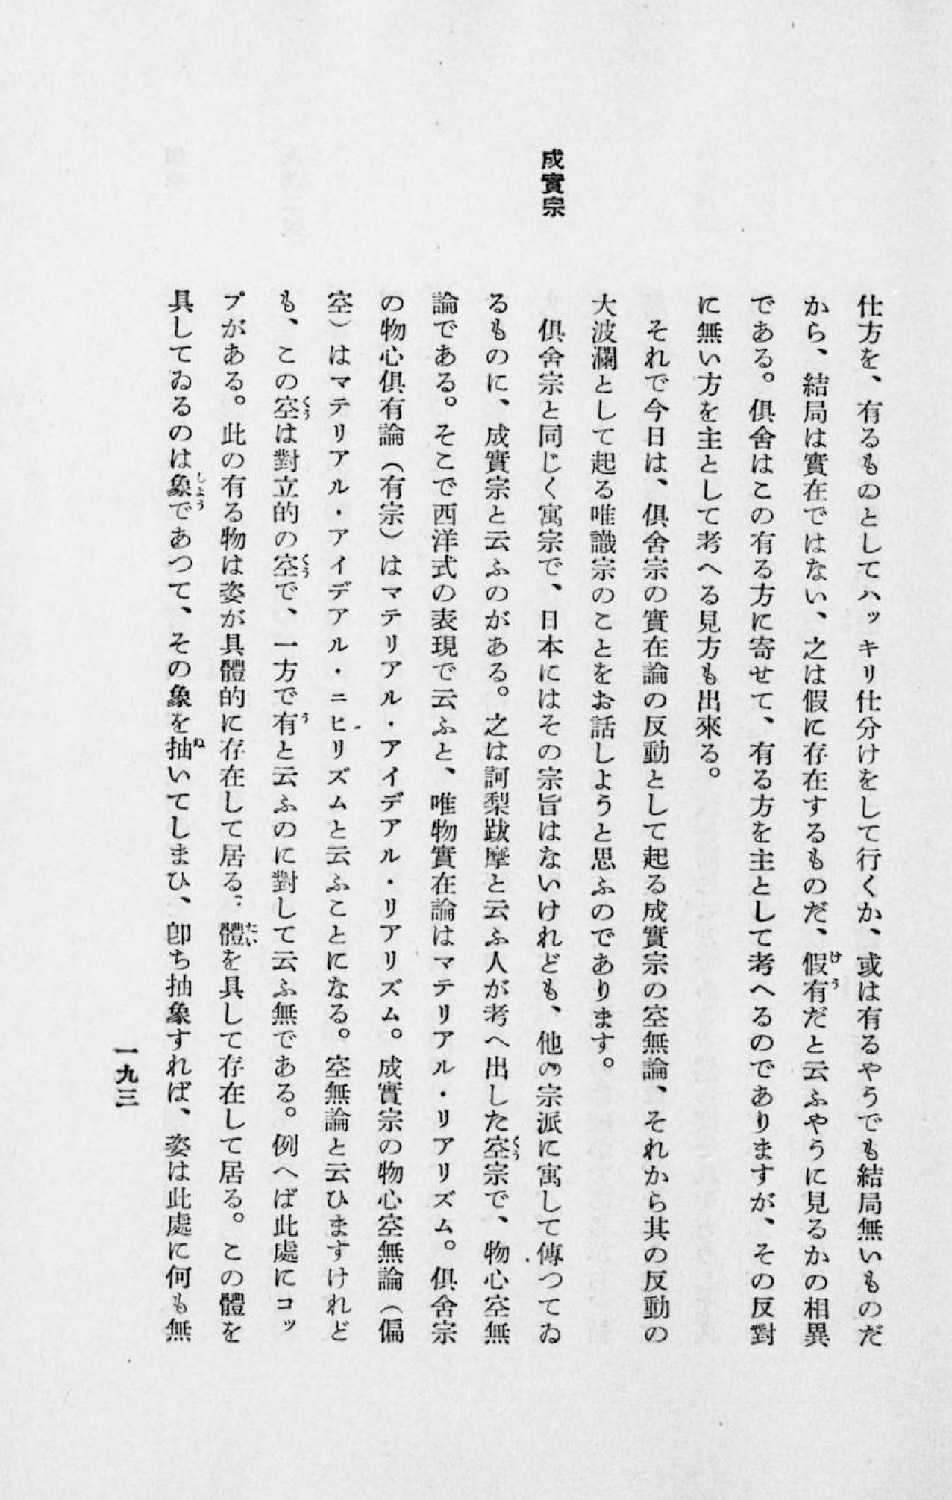 成實宗
仕方を、有るものとしてハッキリ仕分けをして行くか、或は有るやうでも結局無いものだ
から、結局は實在ではない、之は假に存在するものだ、假有だと云ふやうに見るかの相異
である。俱舍はこの有る方に寄せて、有る方を主として考へるのでありますが、その反對
に無い方を主として考へる見方も出來る。
それで今日は、俱舍宗の實在論の反動として起る成實宗の空無論、それから其の反動の
大波瀾として起る唯識宗のことをお話しようと思ふのであります。
俱舍宗と同じく寓宗で、日本にはその宗旨はないけれども、他の宗派に寓して傳つてゐ
るものに、成實宗と云ふのがある。之は訶梨跋摩と云ふ人が考へ出した空宗で、物心空無
論である。そこで西洋式の表現で云ふと、唯物實在論はマテリアル・リアリズム。俱舍宗
の物心俱有論（有宗）はマテリアル・アイデアル・リアリズム。成實宗の物心空無論（偏
空）はマテリアル・アイデアル・ニヒリズムと云ふことになる。空無論と云ひますけれど
も、この空は對立的の空で、一方で有と云ふのに對して云ふ無である。例へば此處にコッ
プがある。此の有る物は姿が具體的に存在して居る。體を具して存在して居る。この體を
具してゐるのは象であつて、その象を抽いてしまひ、卽ち抽象すれば、姿は此處に何も無
一九三